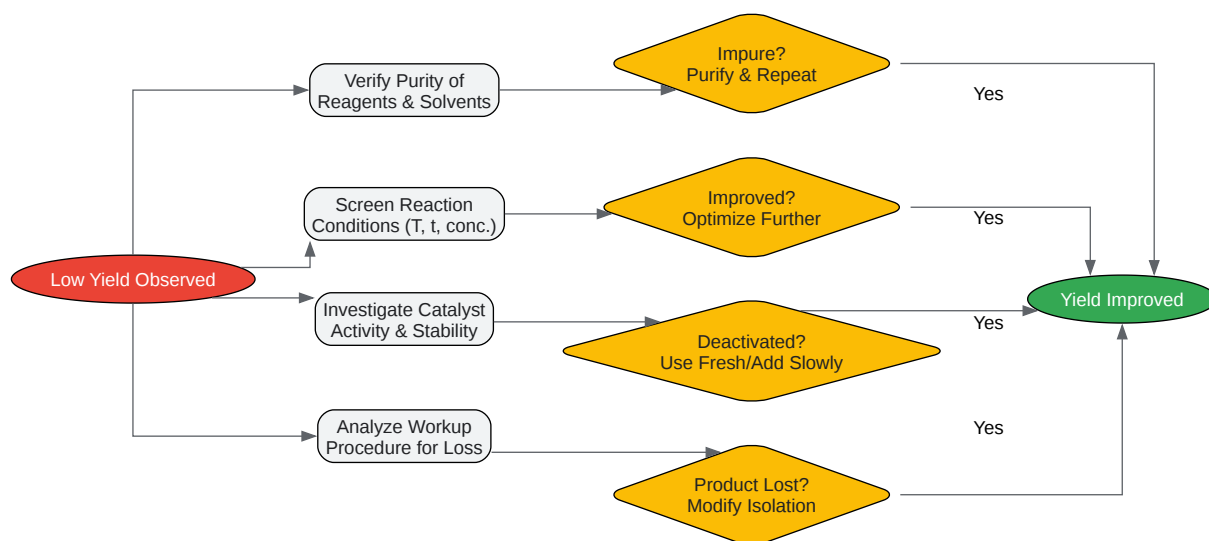 Impure?
Purify & Repeat
Verify Purity of
Reagents & Solvents
Yes
Screen Reaction
Conditions (T, t, conc.)
Improved?
Optimize Further
Yes
Low Yield Observed
Yield Improved
Investigate Catalyst
Activity & Stability
Deactivated?
Use Fresh/Add Slowly
Yes
Analyze Workup
Procedure for Loss
Yes
Product Lost?
Modify Isolation